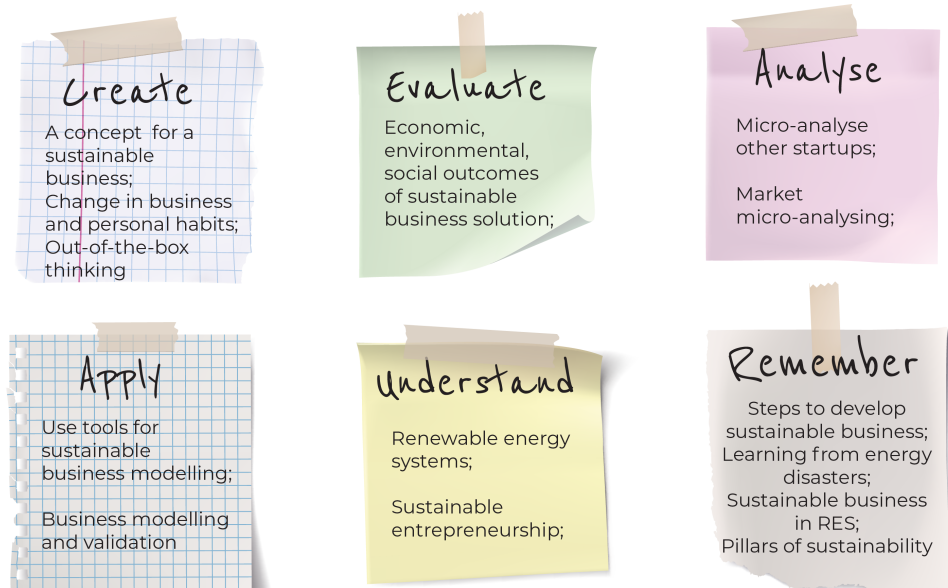 Create
A concept for a
sustainable
business;
Change in business
and personal habits;
Out-of-the-box
thinking
Evaluate
Economic,
environmental,
social outcomes
of sustainable
business solution;
Analyse
Micro-analyse
other startups;
Market
micro-analysing;
Apply
Use tools for
sustainable
business modelling;
Business modelling
and validation
Understand
Renewable energy
systems;
Sustainable
entrepreneurship;
Remember
Steps to develop
sustainable business;
Learning from energy
disasters;
Sustainable business
in RES;
Pillars of sustainability